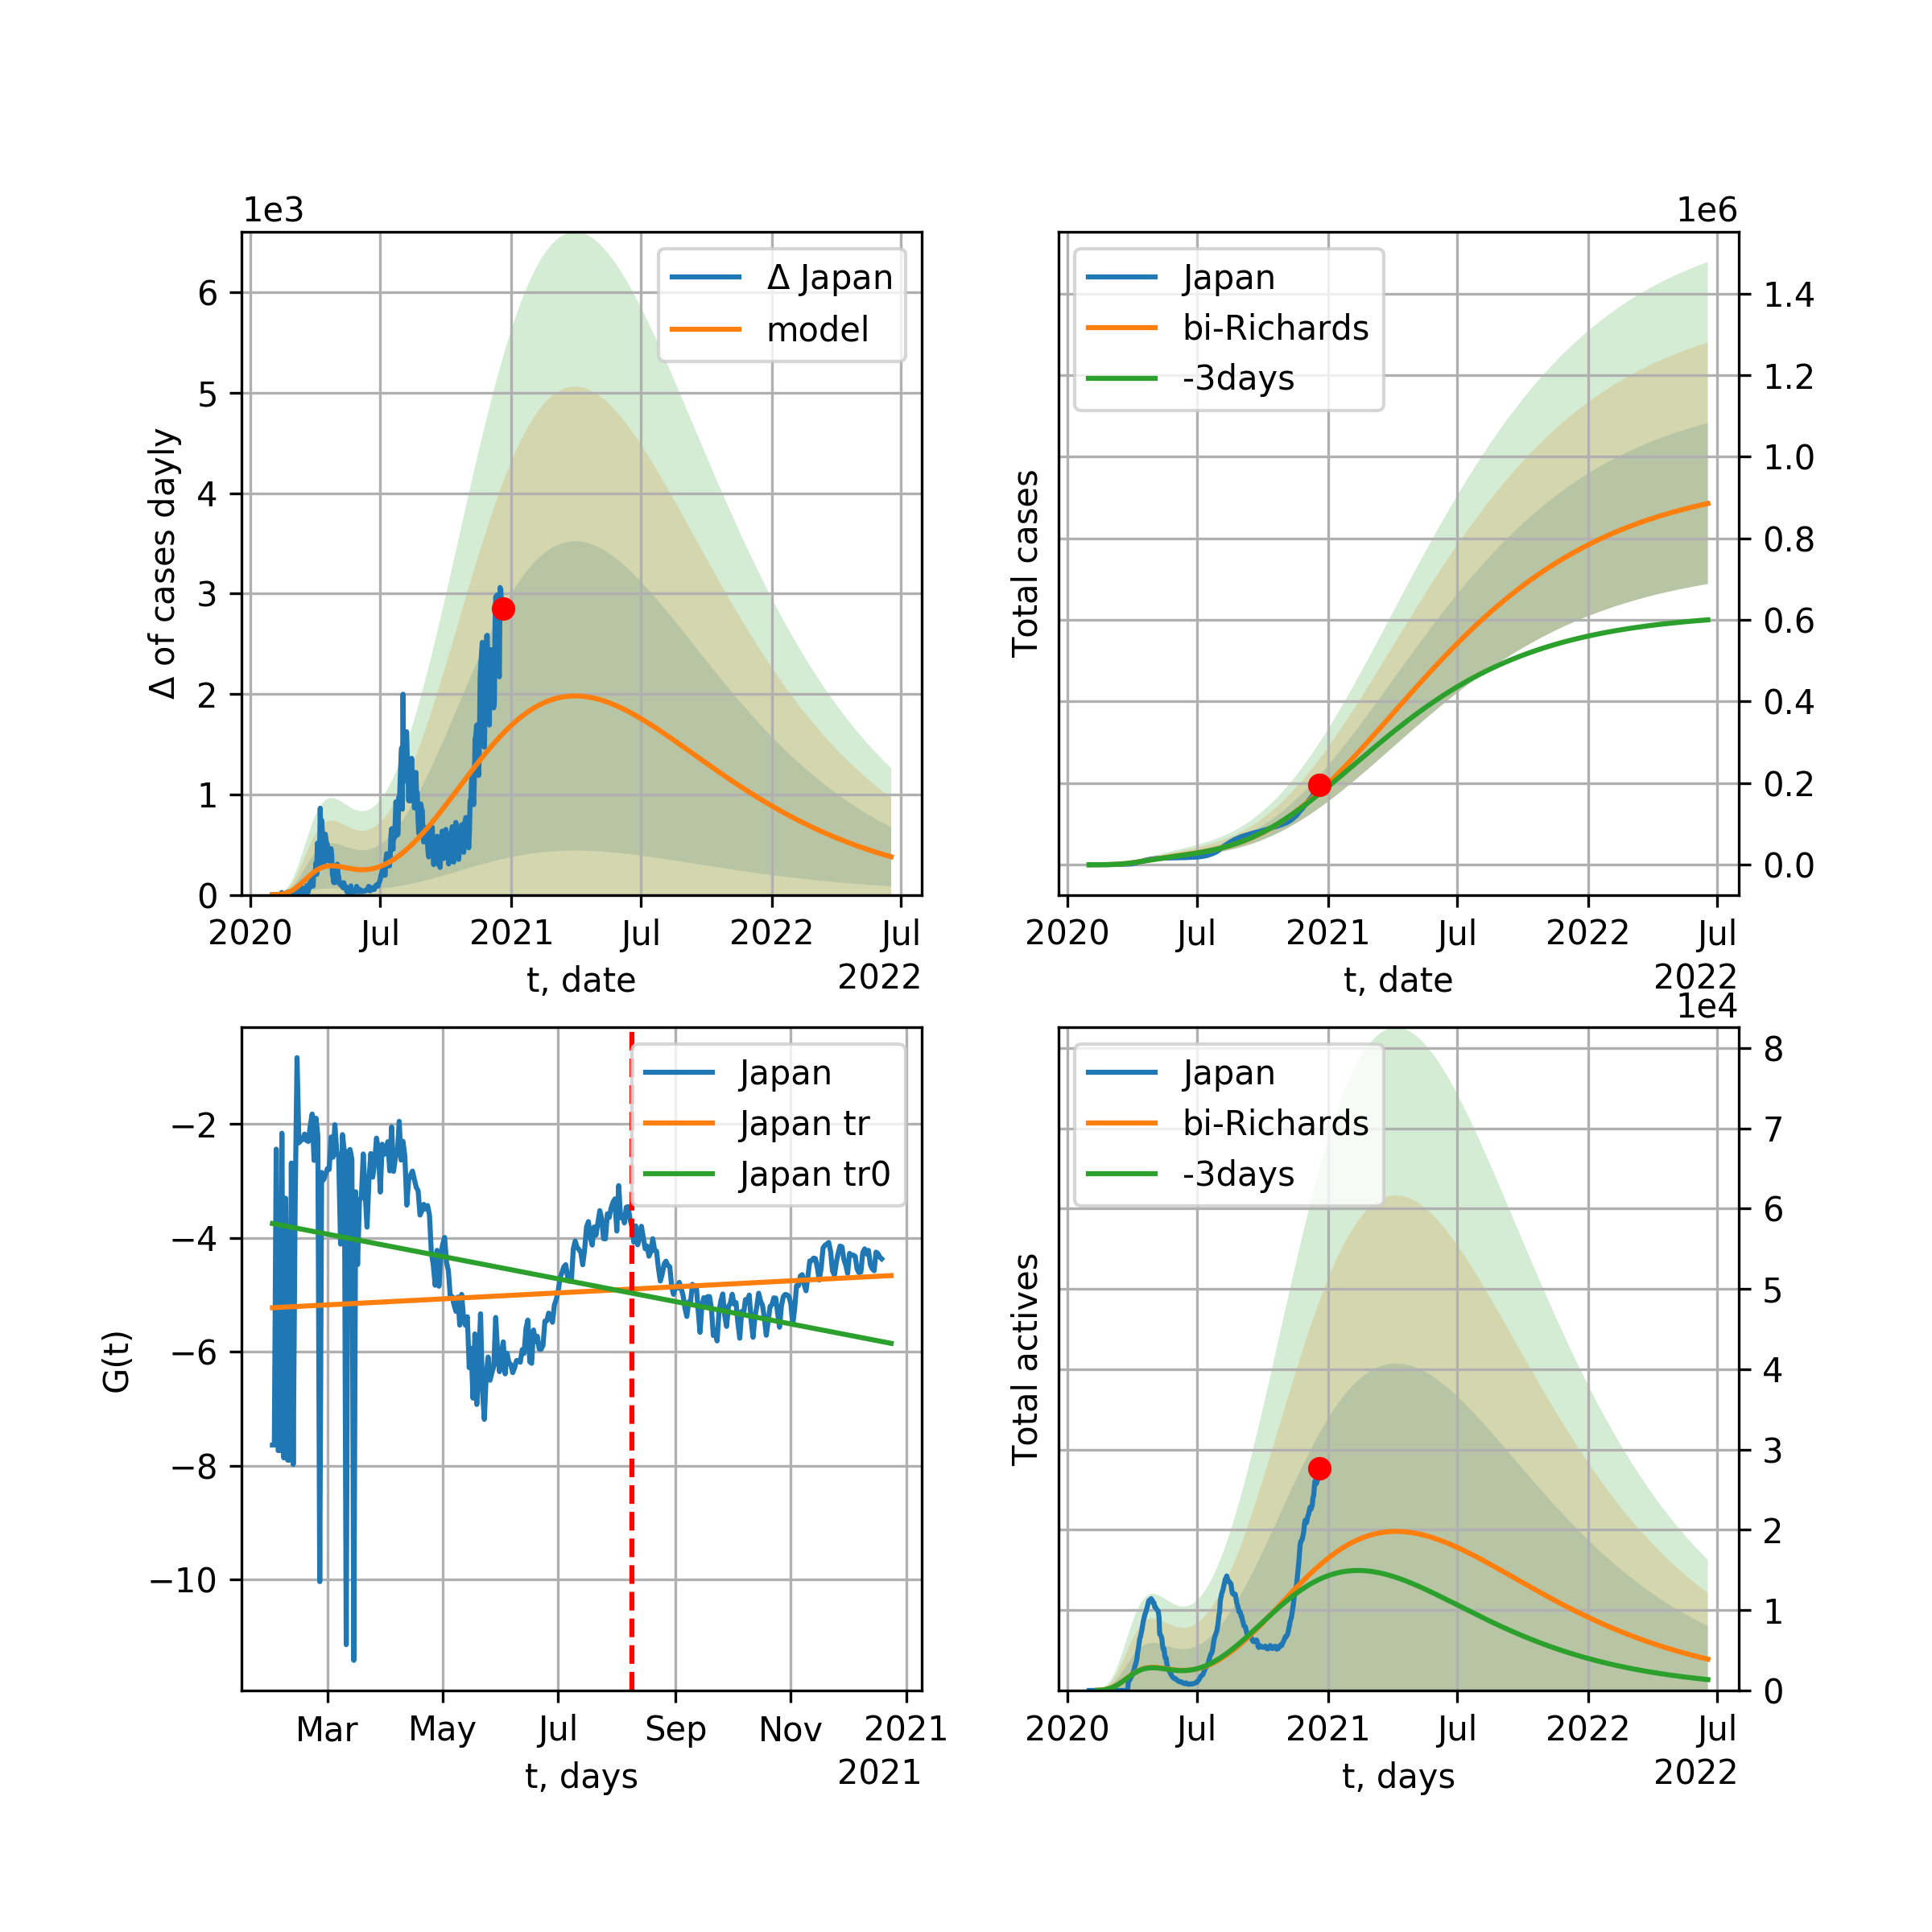 1e3
Δ of cases dayly
6
5
4
3
2
1
0
Δ Japan
model
2020 Jul 2021 Jul 2022 Jul
2022
t, date
1e6
Total cases
Japan
bi-Richards
-3days
1.4
1.2
1.0
0.8
0.6
0.4
0.2
0.0
2020 Jul 2021 Jul 2022 Jul
2022
t, date
G(t)
−2
−4
−6
−8
−10
Japan
Japan tr
Japan tr0
Mar May Jul Sep Nov 2021
2021
t, days
1e4
Total actives
Japan
bi-Richards
-3days
8
7
6
5
4
3
2
1
0
2020 Jul 2021 Jul 2022 Jul
2022
t, days